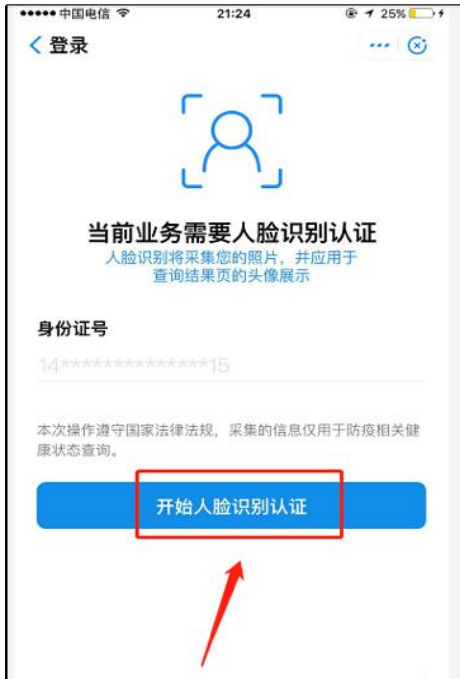 中国电信 21:24 25%
登录
当前业务需要人脸识别认证
人脸识别将采集您的照片，并应用于
查询结果页的头像展示
身份证号
14**************15
本次操作遵守国家法律法规，采集的信息仅用于防疫相关健
康状态查询。
开始人脸识别认证